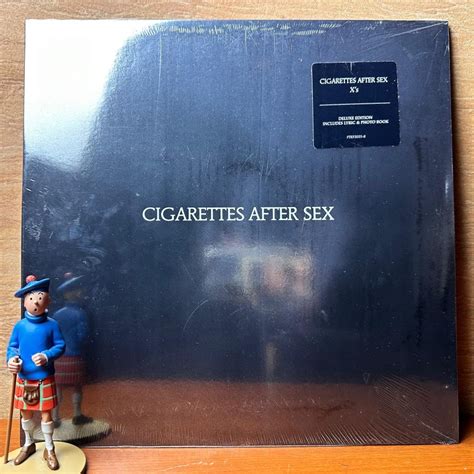 CIGARETTES AFTER SEX
X's
DELUXE EDITION
INCLUDES LYRIC & PHOTO BOOK
CIGARETTES AFTER SEX